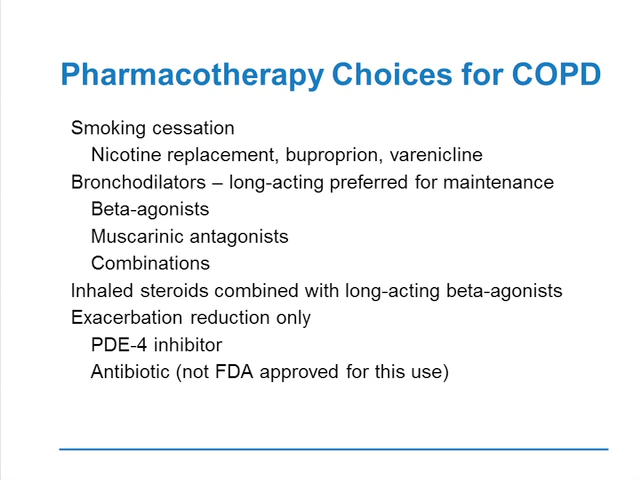 Pharmacotherapy Choices for COPD
Smoking cessation
Nicotine replacement, buproprion, varenicline
Bronchodilators – long-acting preferred for maintenance
Beta-agonists
Muscarinic antagonists
Combinations
Inhaled steroids combined with long-acting beta-agonists
Exacerbation reduction only
PDE-4 inhibitor
Antibiotic (not FDA approved for this use)